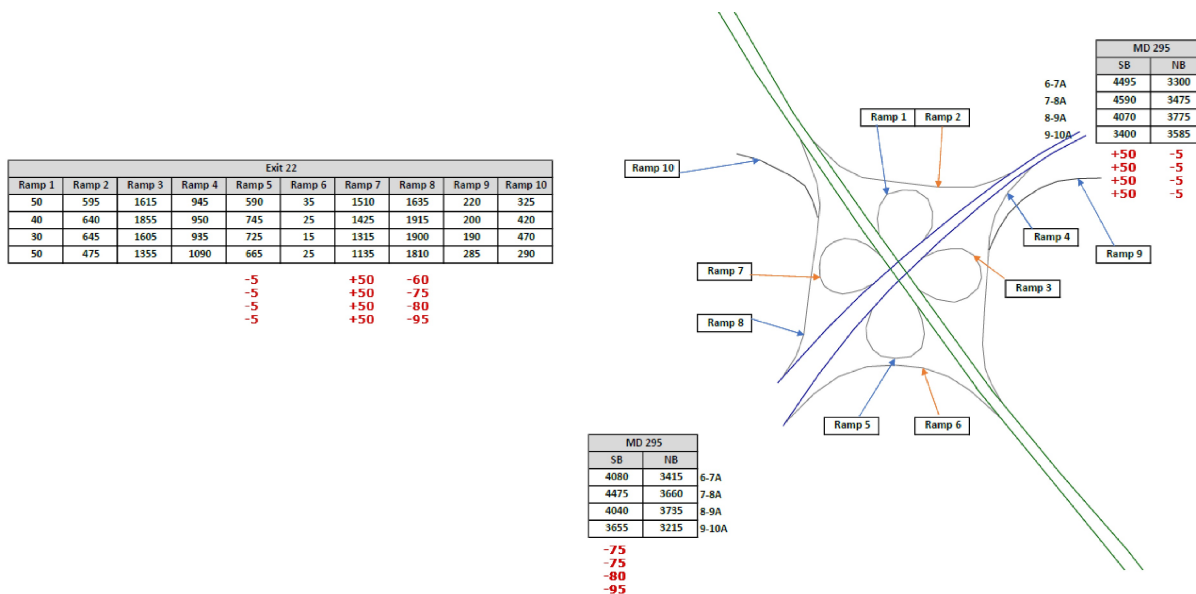 Exit 22
Ramp 1 Ramp 2 Ramp 3 Ramp 4 Ramp 5 Ramp 6 Ramp 7 Ramp 8 Ramp 9 Ramp 10
50 595 1615 945 590 35 1510 1635 220 325
40 640 1855 950 745 25 1425 1915 200 420
30 645 1605 935 725 15 1315 1900 190 470
50 475 1355 1090 665 25 1135 1810 285 290
-5 +50 -60
-5 +50 -75
-5 +50 -80
-5 +50 -95
MD 295
SB NB
6-7A 4495 3300
7-8A 4590 3475
8-9A 4070 3775
9-10A 3400 3585
+50 -5
+50 -5
+50 -5
+50 -5
Ramp 1 Ramp 2
Ramp 10
Ramp 4
Ramp 9
Ramp 7
Ramp 3
Ramp 8
Ramp 5 Ramp 6
MD 295
SB NB
4080 3415 6-7A
4475 3660 7-8A
4040 3735 8-9A
3655 3215 9-10A
-75
-75
-80
-95